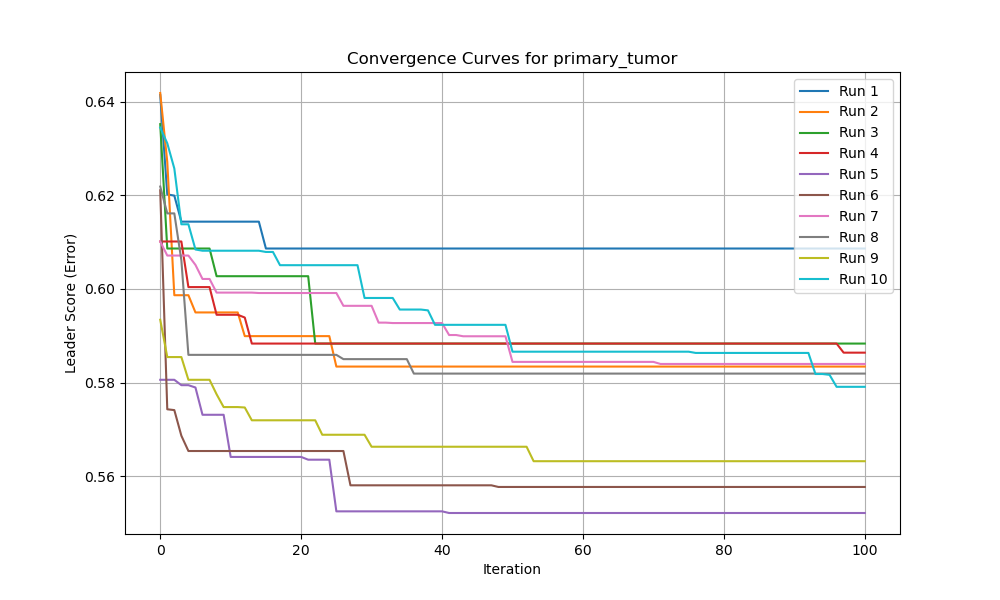 Convergence Curves for primary_tumor
Leader Score (Error)
0.64
0.62
0.60
0.58
0.56
0
20
40
60
80
100
Iteration
Run 1
Run 2
Run 3
Run 4
Run 5
Run 6
Run 7
Run 8
Run 9
Run 10